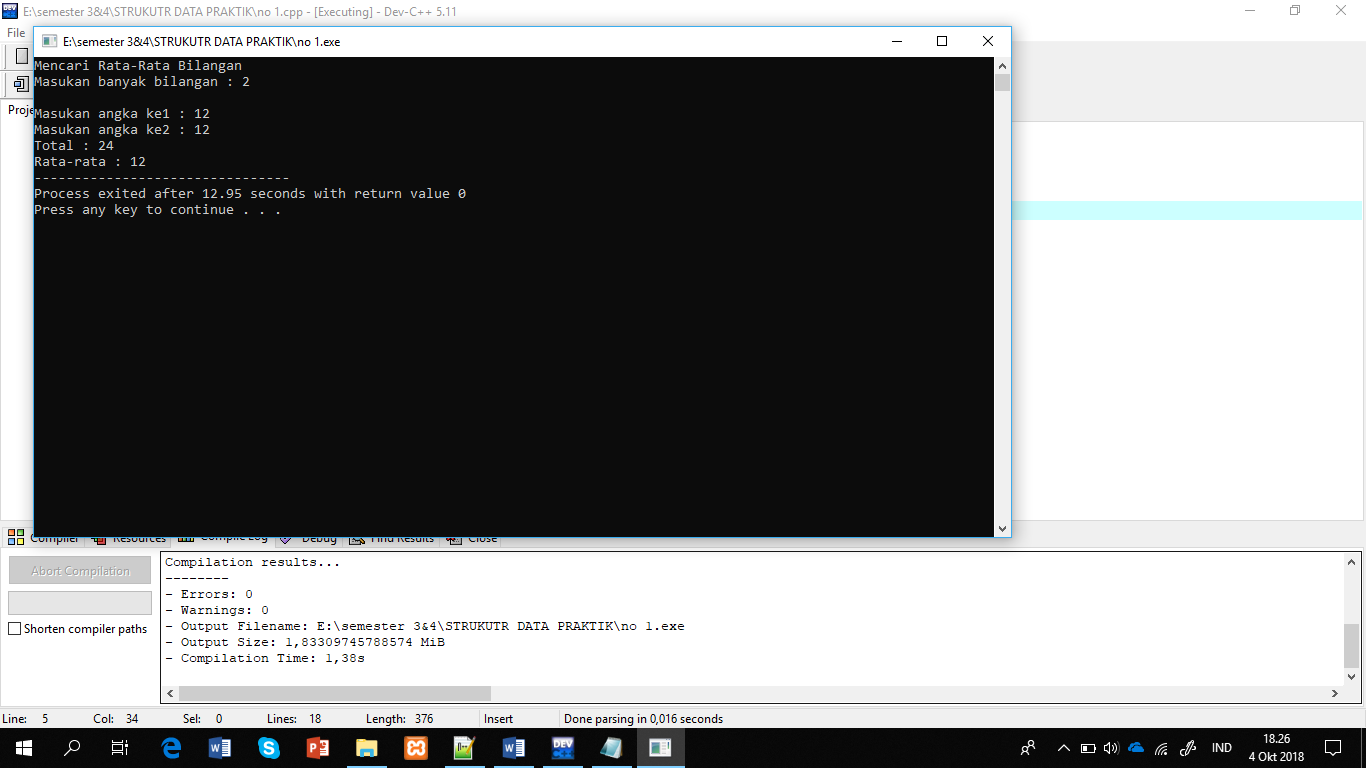 E:\semester 3&4\STRUKUTR DATA PRAKTIK\no 1.cpp - [Executing] - Dev-C++ 5.11
File
E:\semester 3&4\STRUKUTR DATA PRAKTIK\no 1.exe
Mencari Rata-Rata Bilangan
Masukan banyak bilangan : 2
Masukan angka ke1 : 12
Masukan angka ke2 : 12
Total : 24
Rata-rata : 12
--------------------------------
Process exited after 12.95 seconds with return value 0
Press any key to continue . . .
Proje
Compiler Resources Compile Log Debug Find Results Close
Abort Compilation
Shorten compiler paths
Compilation results...
--------
- Errors: 0
- Warnings: 0
- Output Filename: E:\semester 3&4\STRUKUTR DATA PRAKTIK\no 1.exe
- Output Size: 1,83309745788574 MiB
- Compilation Time: 1,38s
Line: 5 Col: 34 Sel: 0 Lines: 18 Length: 376 Insert Done parsing in 0,016 seconds
IND
18.26
4 Okt 2018